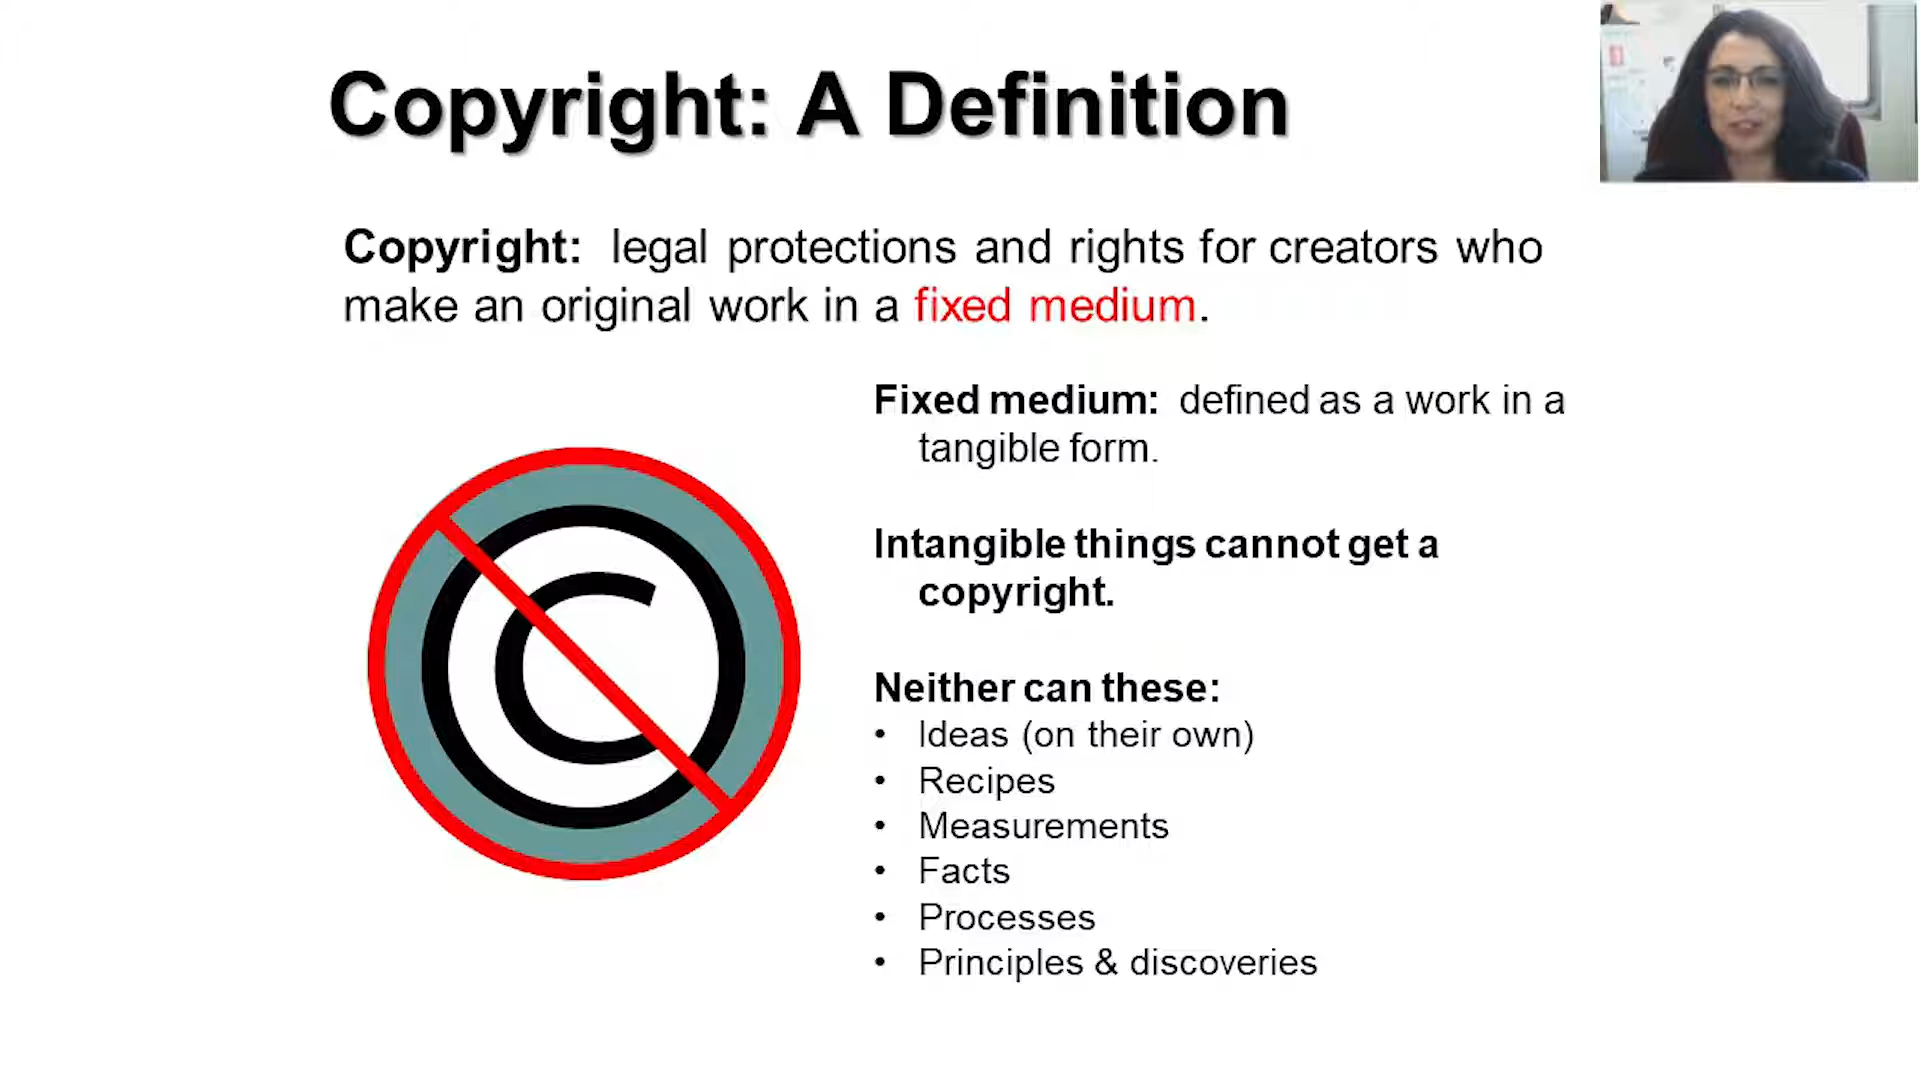 Copyright: A Definition
Copyright: legal protections and rights for creators who
make an original work in a fixed medium.
Fixed medium: defined as a work in a
tangible form.
Intangible things cannot get a
copyright.
Neither can these:
• Ideas (on their own)
• Recipes
• Measurements
• Facts
• Processes
• Principles & discoveries
C